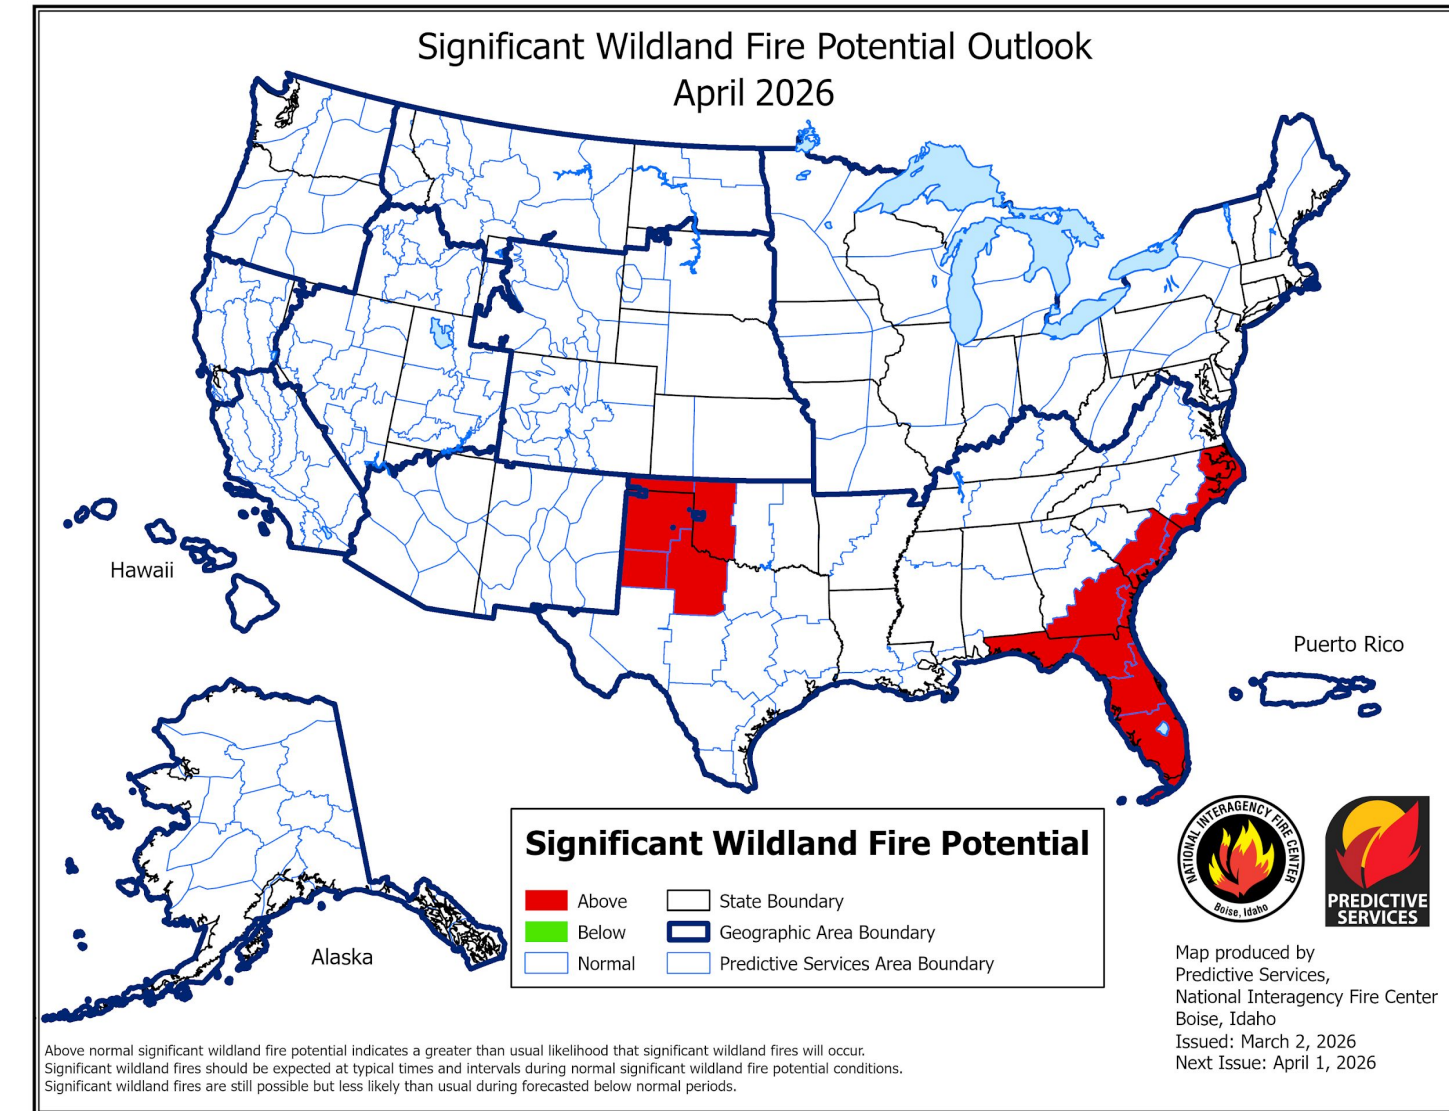 Significant Wildland Fire Potential Outlook
April 2026
Hawaii
Puerto Rico
Alaska
Significant Wildland Fire Potential
Above
State Boundary
Below
Geographic Area Boundary
Normal
Predictive Services Area Boundary
NATIONAL INTERAGENCY FIRE CENTER
Boise, Idaho
PREDICTIVE
SERVICES
Map produced by
Predictive Services,
National Interagency Fire Center
Boise, Idaho
Issued: March 2, 2026
Next Issue: April 1, 2026
Above normal significant wildland fire potential indicates a greater than usual likelihood that significant wildland fires will occur.
Significant wildland fires should be expected at typical times and intervals during normal significant wildland fire potential conditions.
Significant wildland fires are still possible but less likely than usual during forecasted below normal periods.